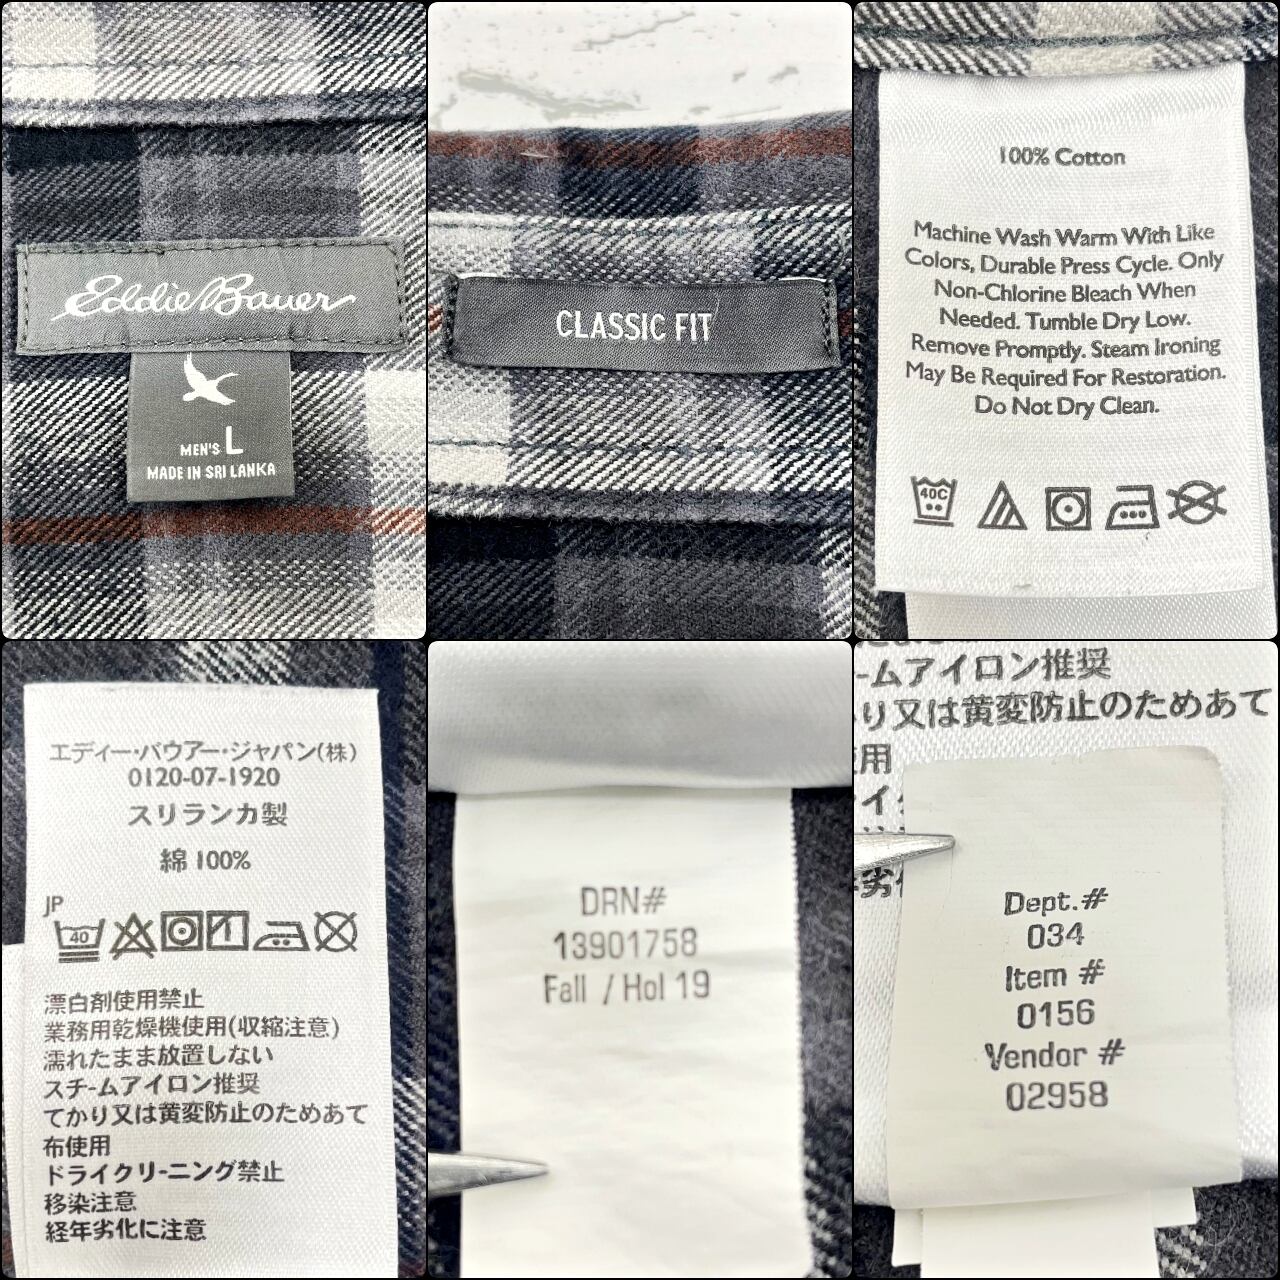 Eddie Bauer
MEN'S L
MADE IN SRI LANKA
CLASSIC FIT
100% Cotton
Machine Wash Warm With Like
Colors, Durable Press Cycle. Only
Non-Chlorine Bleach When
Needed. Tumble Dry Low.
Remove Promptly. Steam Ironing
May Be Required For Restoration.
Do Not Dry Clean.
40C
エディー・バウアー・ジャパン(株)
0120-07-1920
スリランカ製
綿 100%
JP
40
漂白剤使用禁止
業務用乾燥機使用(収縮注意)
濡れたまま放置しない
スチームアイロン推奨
てかり又は黄変防止のためあて
布使用
ドライクリーニング禁止
移染注意
経年劣化に注意
DRN#
13901758
Fall / Hol 19
ームアイロン推奨
り又は黄変防止のためあて
用
イ
劣
Dept.#
034
Item #
0156
Vendor #
02958